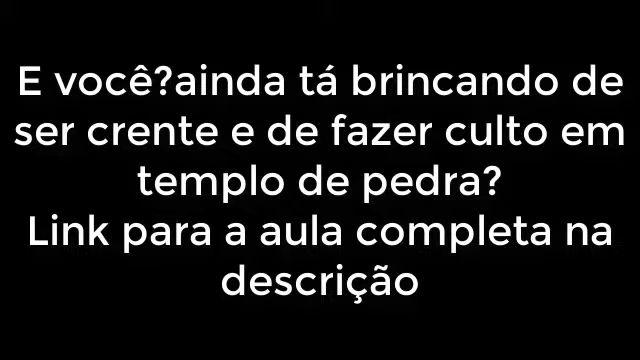 E você?ainda tá brincando de
ser crente e de fazer culto em
templo de pedra?
Link para a aula completa na
descrição